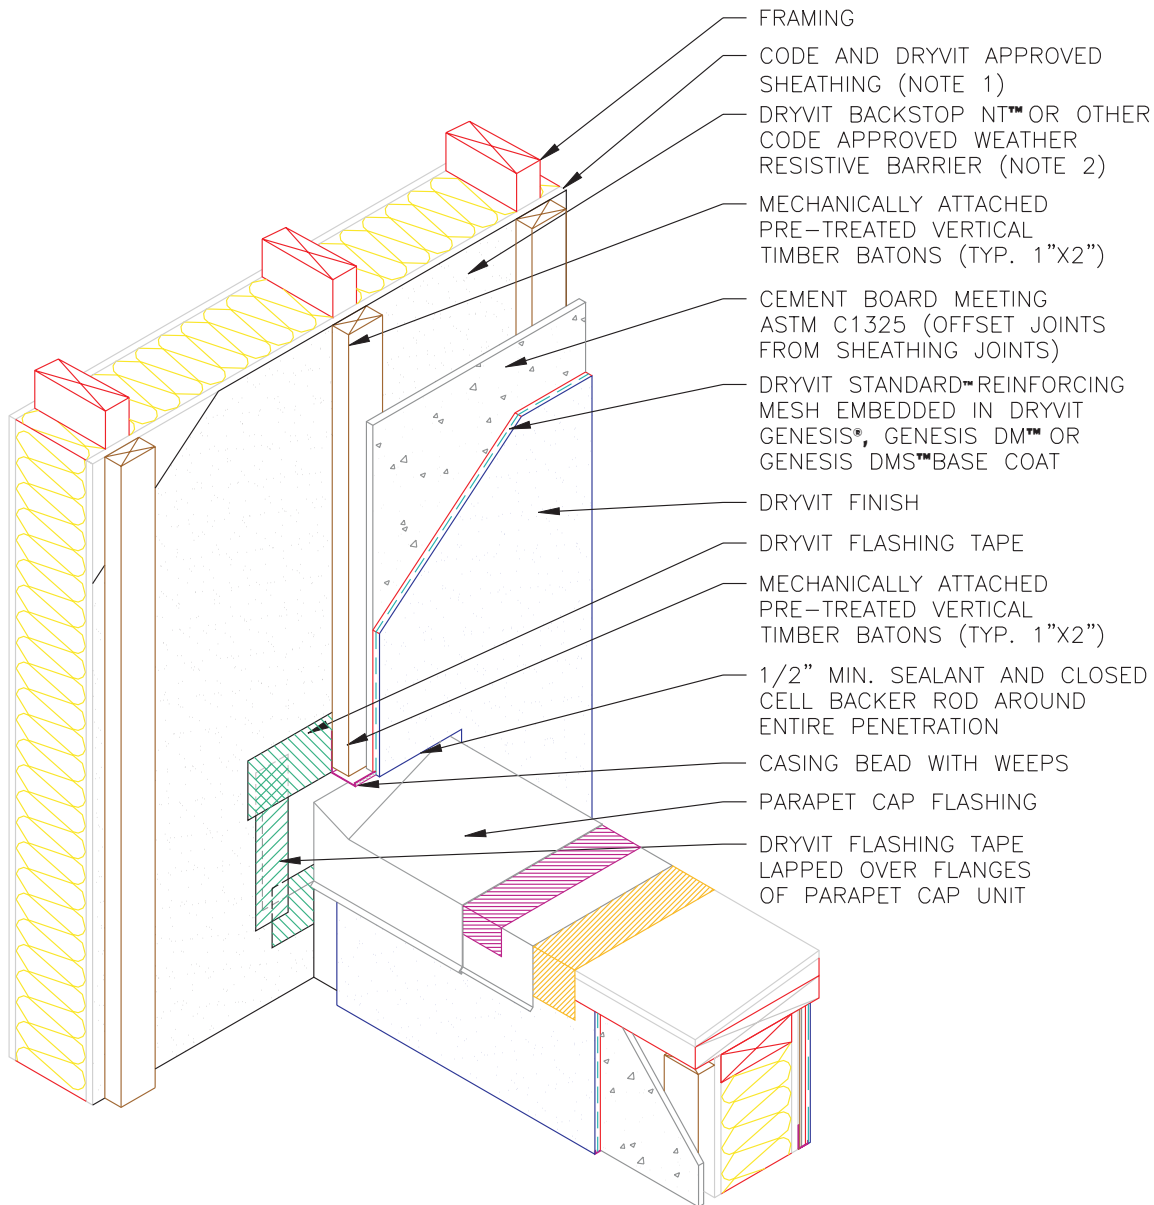 FRAMING
CODE AND DRYVIT APPROVED
SHEATHING (NOTE 1)
DRYVIT BACKSTOP NT™ OR OTHER
CODE APPROVED WEATHER
RESISTIVE BARRIER (NOTE 2)
MECHANICALLY ATTACHED
PRE-TREATED VERTICAL
TIMBER BATONS (TYP. 1"X2")
CEMENT BOARD MEETING
ASTM C1325 (OFFSET JOINTS
FROM SHEATHING JOINTS)
DRYVIT STANDARD™ REINFORCING
MESH EMBEDDED IN DRYVIT
GENESIS®, GENESIS DM™ OR
GENESIS DMS™ BASE COAT
DRYVIT FINISH
DRYVIT FLASHING TAPE
MECHANICALLY ATTACHED
PRE-TREATED VERTICAL
TIMBER BATONS (TYP. 1"X2")
1/2" MIN. SEALANT AND CLOSED
CELL BACKER ROD AROUND
ENTIRE PENETRATION
CASING BEAD WITH WEEPS
PARAPET CAP FLASHING
DRYVIT FLASHING TAPE
LAPPED OVER FLANGES
OF PARAPET CAP UNIT